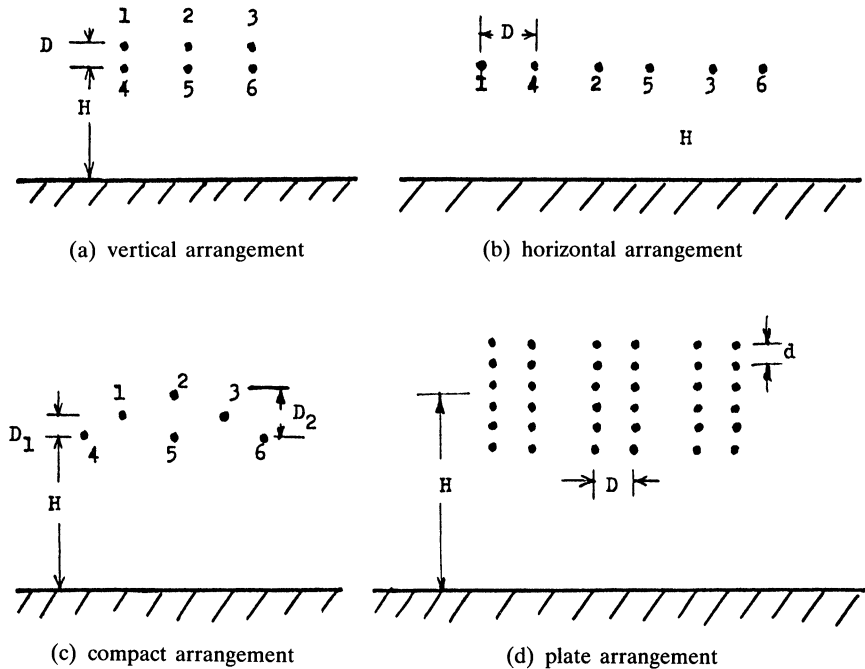 1 2 3
D
4 5 6
H
(a) vertical arrangement
D
1 4 2 5 3 6
H
(b) horizontal arrangement
1 2 3
D1 D2
4 5 6
H
(c) compact arrangement
d
H
D
(d) plate arrangement